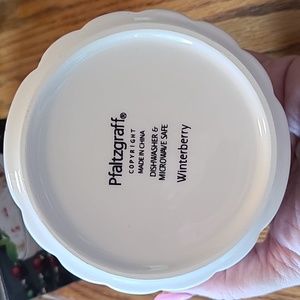 Pfaltzgraff®
COPYRIGHT
MADE IN CHINA
DISHWASHER &
MICROWAVE SAFE
Winterberry